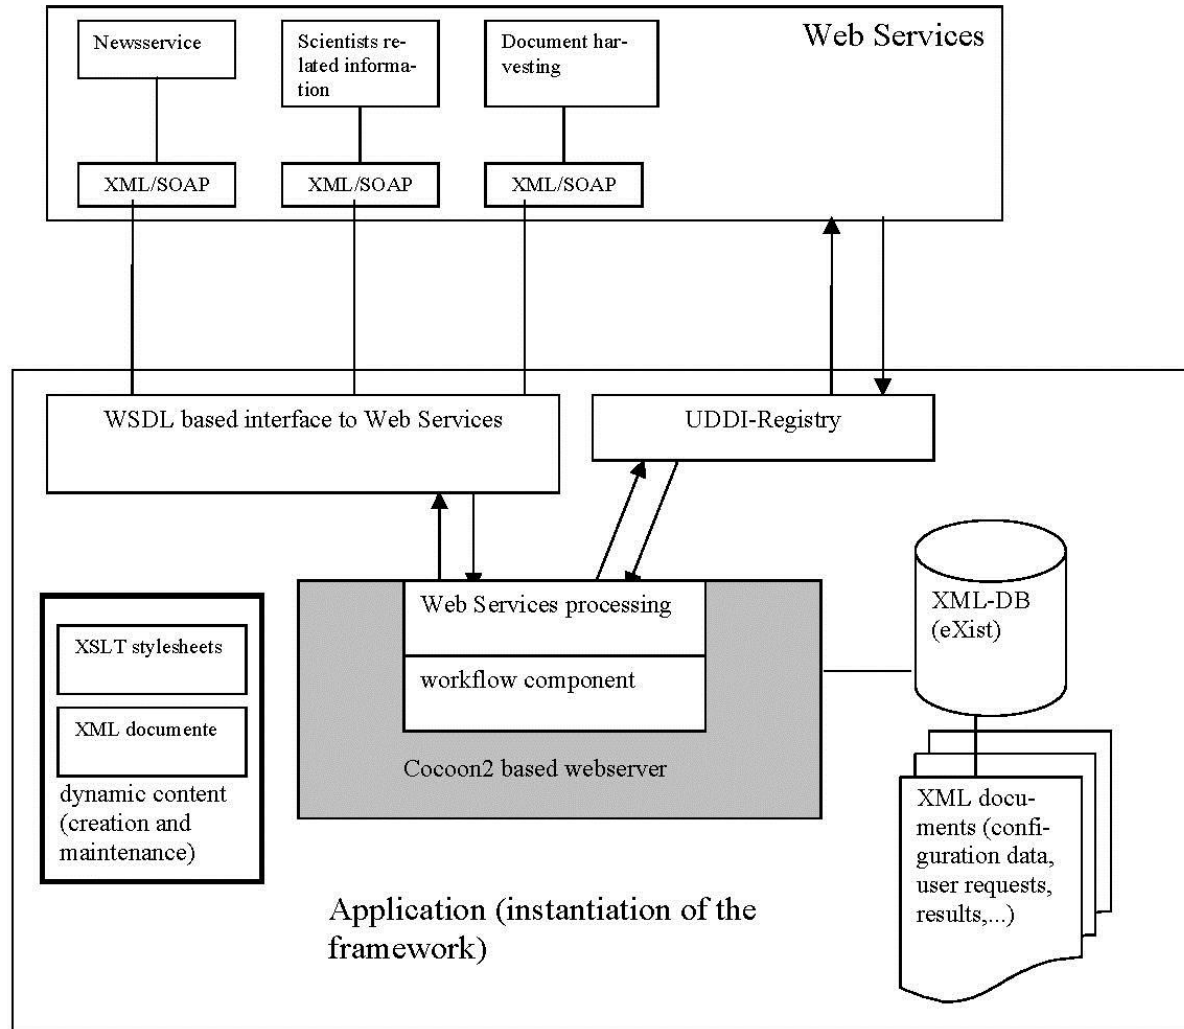 Web Services
Newsservice
Scientists re-
lated informa-
tion
Document har-
vesting
XML/SOAP
XML/SOAP
XML/SOAP
WSDL based interface to Web Services
UDDI-Registry
Web Services processing
workflow component
Cocoon2 based webserver
XSLT stylesheets
XML documente
dynamic content
(creation and
maintenance)
XML-DB
(eXist)
XML docu-
ments (confi-
guration data,
user requests,
results,...)
Application (instantiation of the
framework)